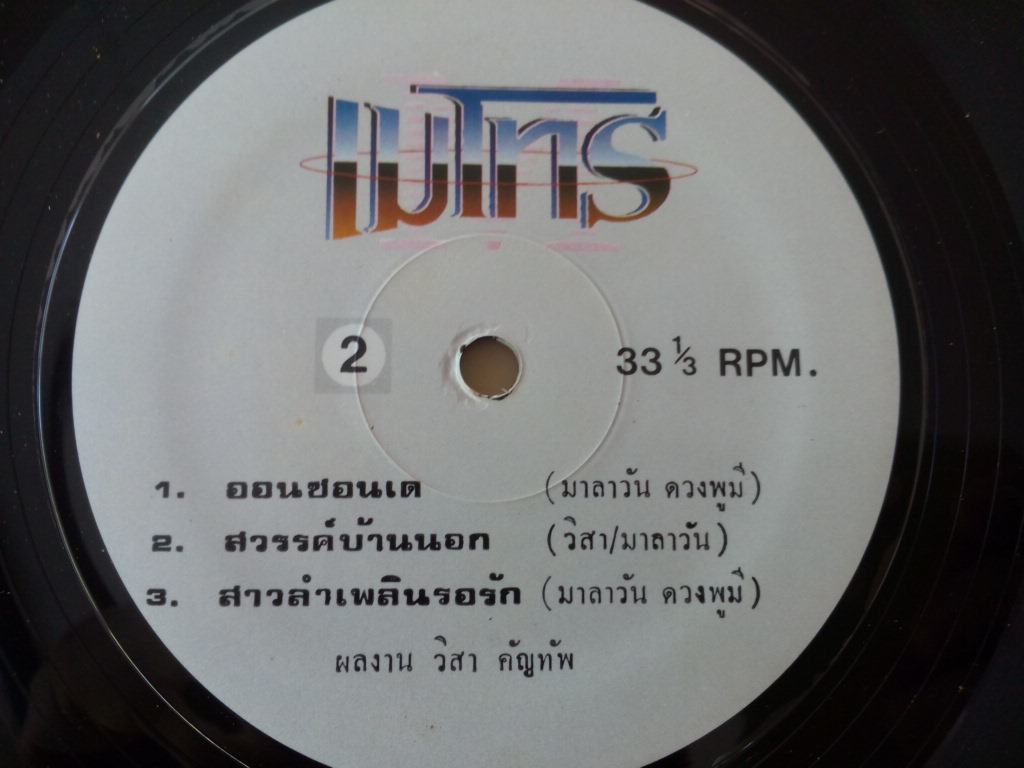 แมโทร
2
33 ⅓ RPM.
1. ออนซอนเด (มาลาวัน ดวงพูมี)
2. สวรรค์บ้านนอก (วิสา/มาลาวัน)
3. สาวลำเพลินรอรัก (มาลาวัน ดวงพูมี)
ผลงาน วิสา คัญทัพ